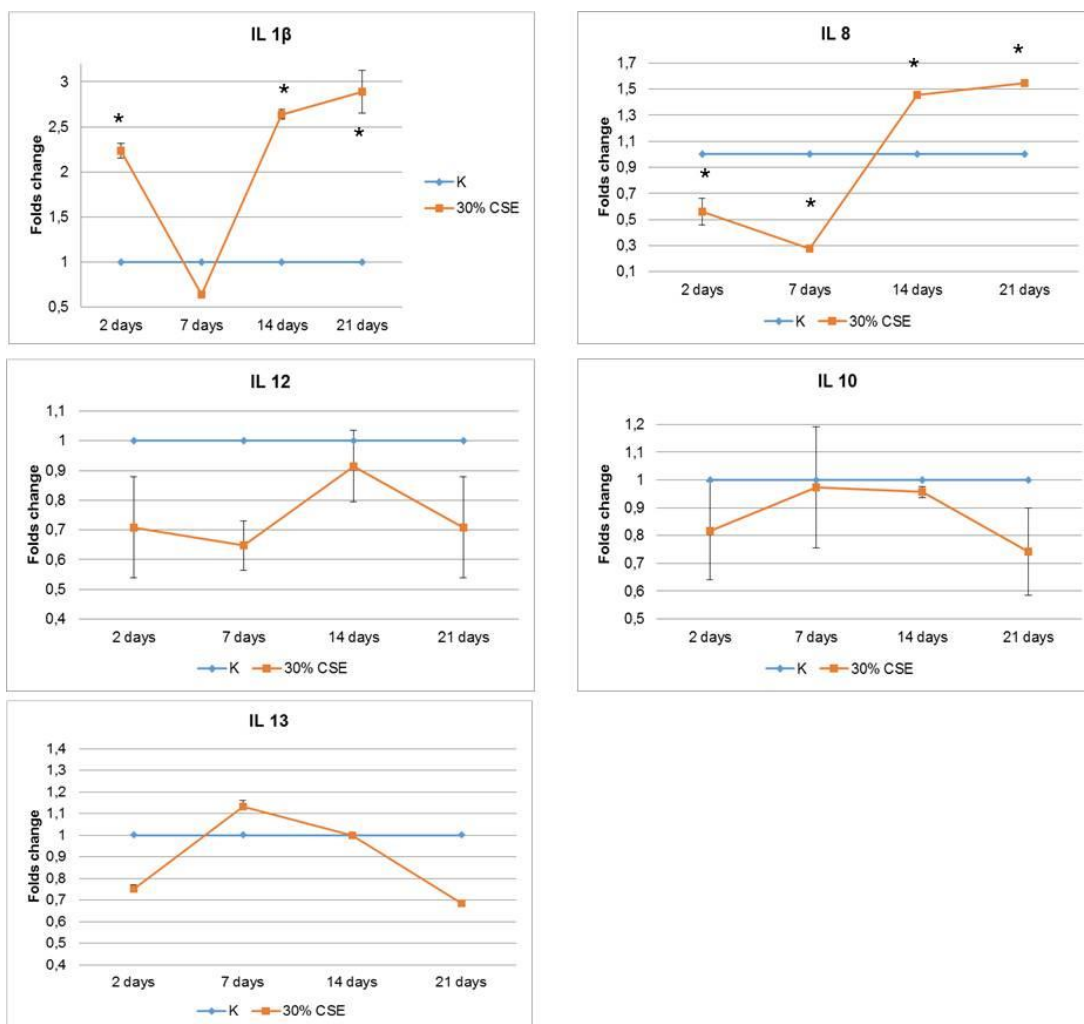 IL 1β
Folds change
3
2,5
2
1,5
1
0,5
*
*
*
2 days
7 days
14 days
21 days
K
30% CSE
IL 8
Folds change
1,7
1,5
1,3
1,1
0,9
0,7
0,5
0,3
0,1
*
*
*
*
2 days
7 days
14 days
21 days
K
30% CSE
IL 12
Folds change
1,1
1
0,9
0,8
0,7
0,6
0,5
0,4
2 days
7 days
14 days
21 days
K
30% CSE
IL 10
Folds change
1,2
1,1
1
0,9
0,8
0,7
0,6
0,5
2 days
7 days
14 days
21 days
K
30% CSE
IL 13
Folds change
1,4
1,3
1,2
1,1
1
0,9
0,8
0,7
0,6
0,5
0,4
2 days
7 days
14 days
21 days
K
30% CSE